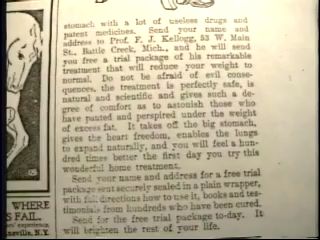 stomach with a lot of useless drugs and
patent medicines. Send your name and
address to Prof. F. J. Kellogg, 53 W. Main
St., Battle Creek, Mich., and he will send
you free a trial package of his remarkable
treatment that will reduce your weight to
normal. Do not be afraid of evil conse-
quences, the treatment is perfectly safe, is
natural and scientific and gives such a de-
gree of comfort as to astonish those who
have panted and perspired under the weight
of excess fat. It takes off the big stomach,
gives the heart freedom, enables the lungs
to expand naturally, and you will feel a hun-
dred times better the first day you try this
wonderful home treatment.
Send your name and address for a free trial
package sent securely sealed in a plain wrapper,
with full directions how to use it, books and tes-
timonials from hundreds who have been cured.
Send for the free trial package to-day. It
will brighten the rest of your life.
WHERE
S FAIL.
experience.
N.Y.